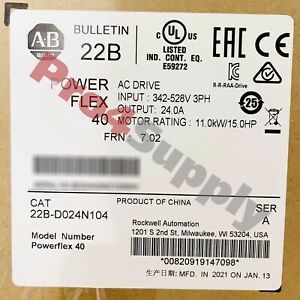 AB
QUALITY
BULLETIN
22B
UL
US
LISTED
IND. CONT. EQ.
E59272
EAC
CE
R-R-RAA-Drive
25
POWER
FLEX
40
AC DRIVE
INPUT : 342-528V 3PH
OUTPUT : 24.0A
MOTOR RATING : 11.0kW/15.0HP
FRN : 7.02
Pro4Supply
CAT
22B-D024N104
Model Number
Powerflex 40
PRODUCT OF CHINA
SER
A
Rockwell Automation
1201 S 2nd St, Milwaukee, WI 53204, USA
*00820919147098*
生产日期 MFD. IN 2021 ON JAN. 13